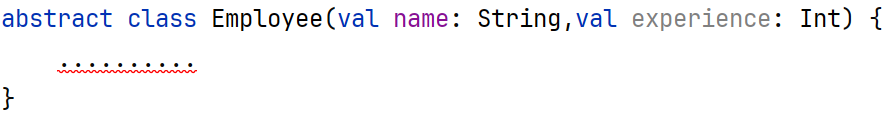 abstract class Employee(val name: String,val experience: Int) {
    ..........
}